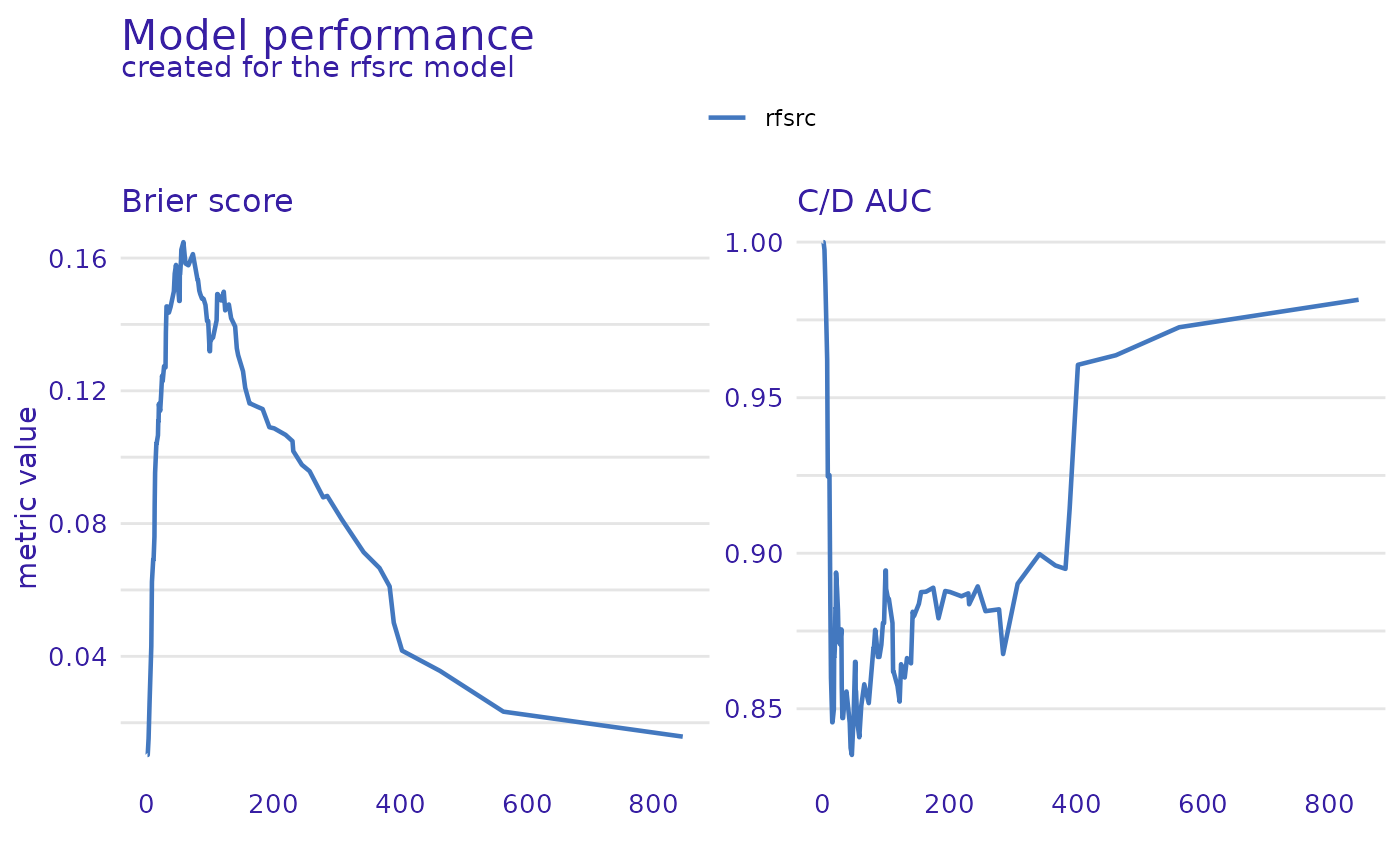 Model performance
created for the rfsrc model
rfsrc
Brier score
C/D AUC
metric value
0.16
0.12
0.08
0.04
0 200 400 600 800
1.00
0.95
0.90
0.85
0 200 400 600 800